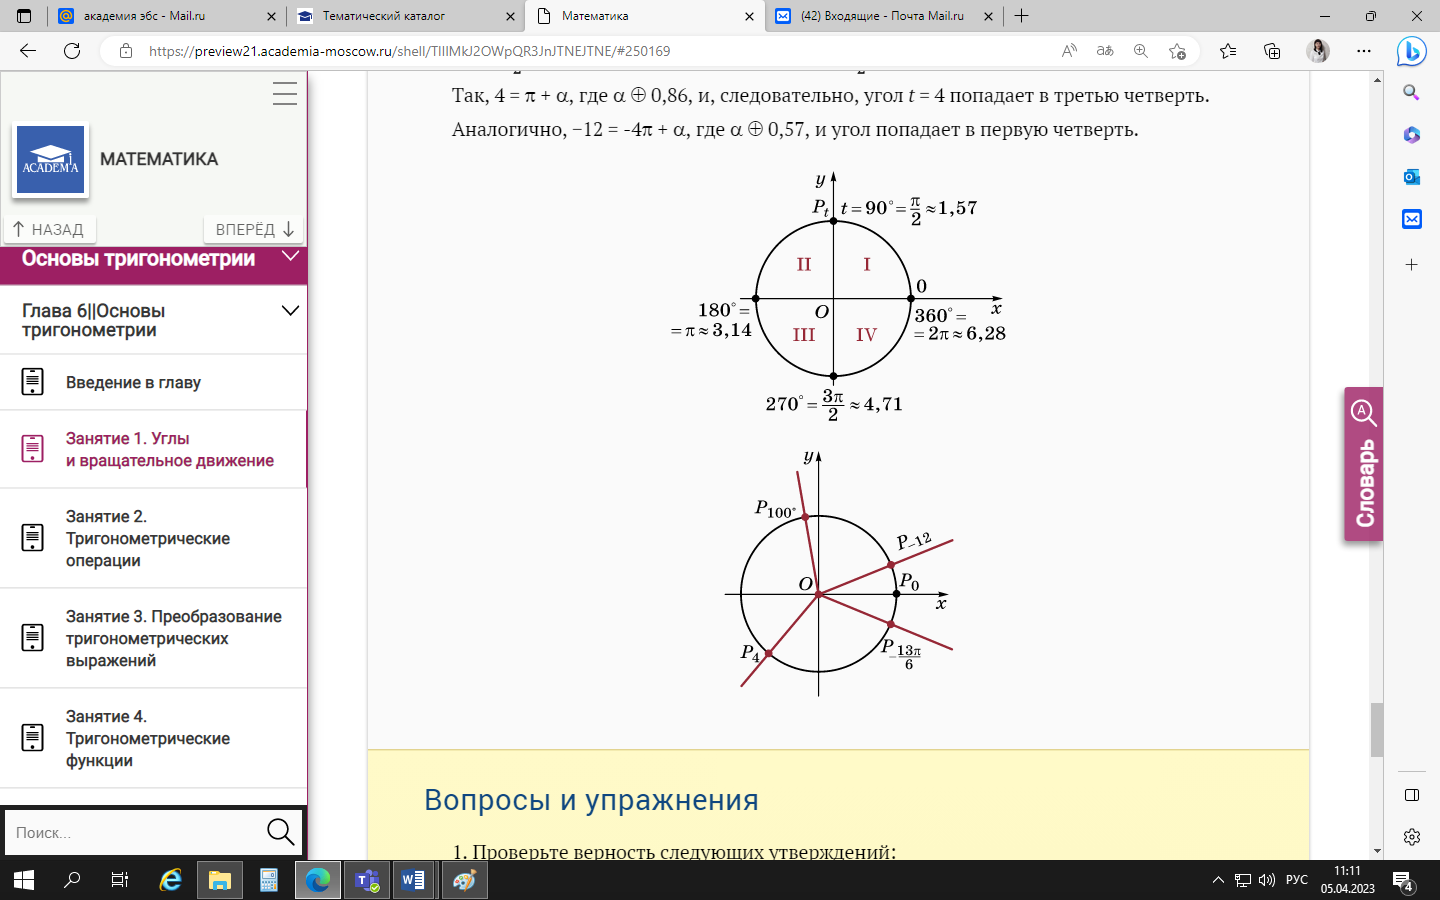 академия эбс - Mail.ru
Тематический каталог
Математика
(42) Входящие - Почта Mail.ru
https://preview21.academia-moscow.ru/shell/TIIIMkJ2OWpQR3JnJTNEJTNE/#250169
ACADEM'A
МАТЕМАТИКА
НАЗАД
ВПЕРЁД
Основы тригонометрии
Глава 6||Основы
тригонометрии
Введение в главу
Занятие 1. Углы
и вращательное движение
Занятие 2.
Тригонометрические
операции
Занятие 3. Преобразование
тригонометрических
выражений
Занятие 4.
Тригонометрические
функции
Поиск...
Так, 4 = π + α, где α ⊕ 0,86, и, следовательно, угол t = 4 попадает в третью четверть.
Аналогично, −12 = -4π + α, где α ⊕ 0,57, и угол попадает в первую четверть.
y
Pt t = 90° = π/2 ≈ 1,57
II I
0
180° =
= π ≈ 3,14
O
x
360° =
= 2π ≈ 6,28
III IV
270° = 3π/2 ≈ 4,71
y
P100°
P−12
O
P0
x
P4
P−13π/6
Словарь
Вопросы и упражнения
1. Проверьте верность следующих утверждений:
РУС
11:11
05.04.2023
4